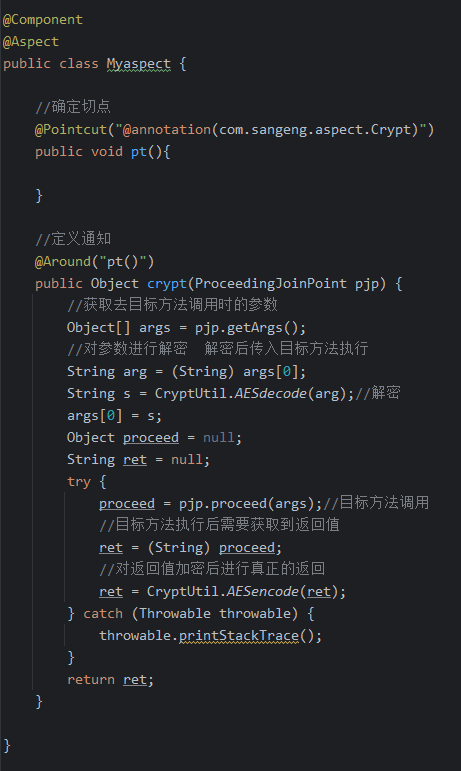 @Component
@Aspect
public class Myaspect {
//确定切点
@Pointcut("@annotation(com.sangeng.aspect.Crypt)")
public void pt(){
}
//定义通知
@Around("pt()")
public Object crypt(ProceedingJoinPoint pjp) {
//获取去目标方法调用时的参数
Object[] args = pjp.getArgs();
//对参数进行解密  解密后传入目标方法执行
String arg = (String) args[0];
String s = CryptUtil.AESdecode(arg);//解密
args[0] = s;
Object proceed = null;
String ret = null;
try {
proceed = pjp.proceed(args);//目标方法调用
//目标方法执行后需要获取到返回值
ret = (String) proceed;
//对返回值加密后进行真正的返回
ret = CryptUtil.AESencode(ret);
} catch (Throwable throwable) {
throwable.printStackTrace();
}
return ret;
}
}